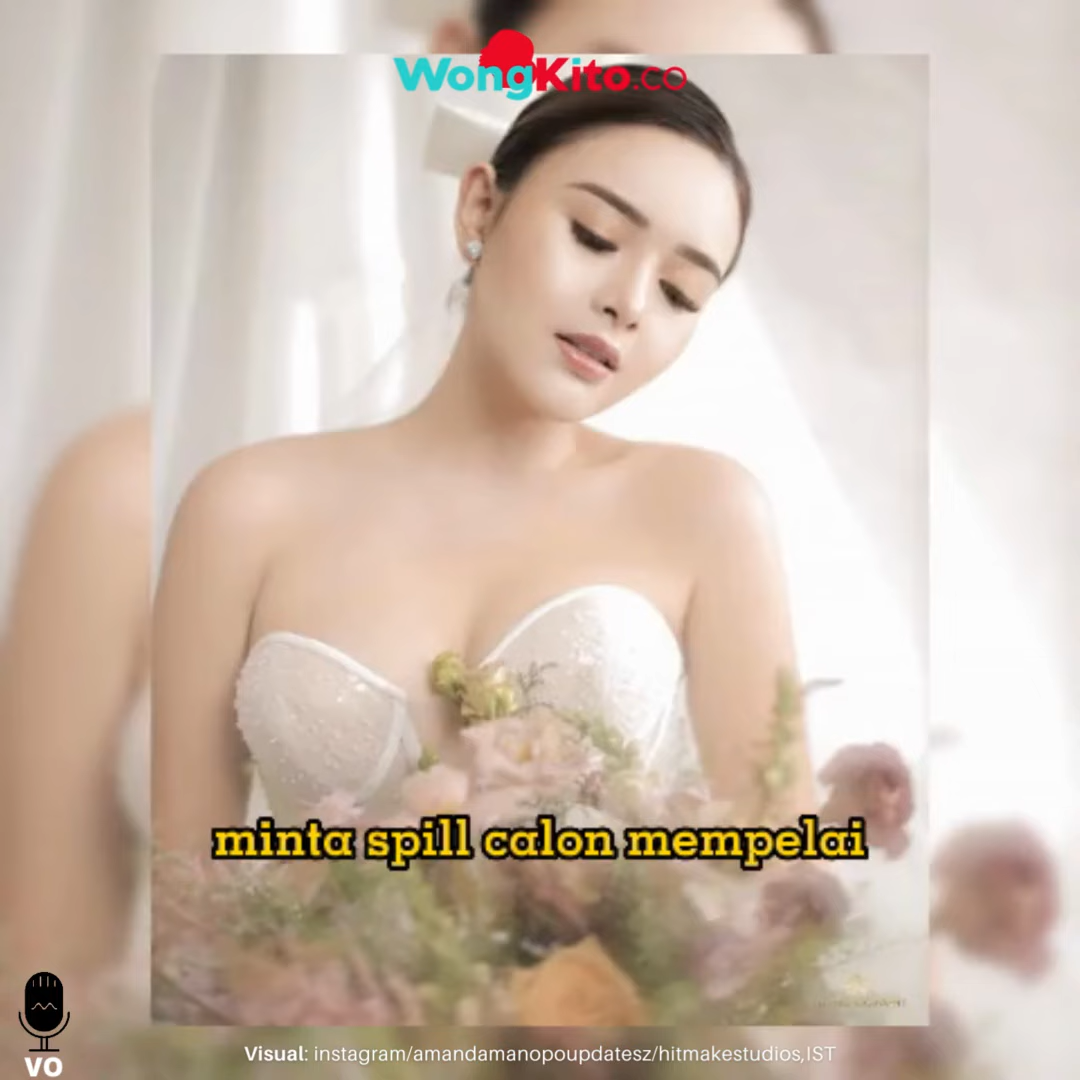 WongKito.co
minta spill calon mempelai
Visual: instagram/amandamanopoupdatesz/hitmakestudios,IST
VO